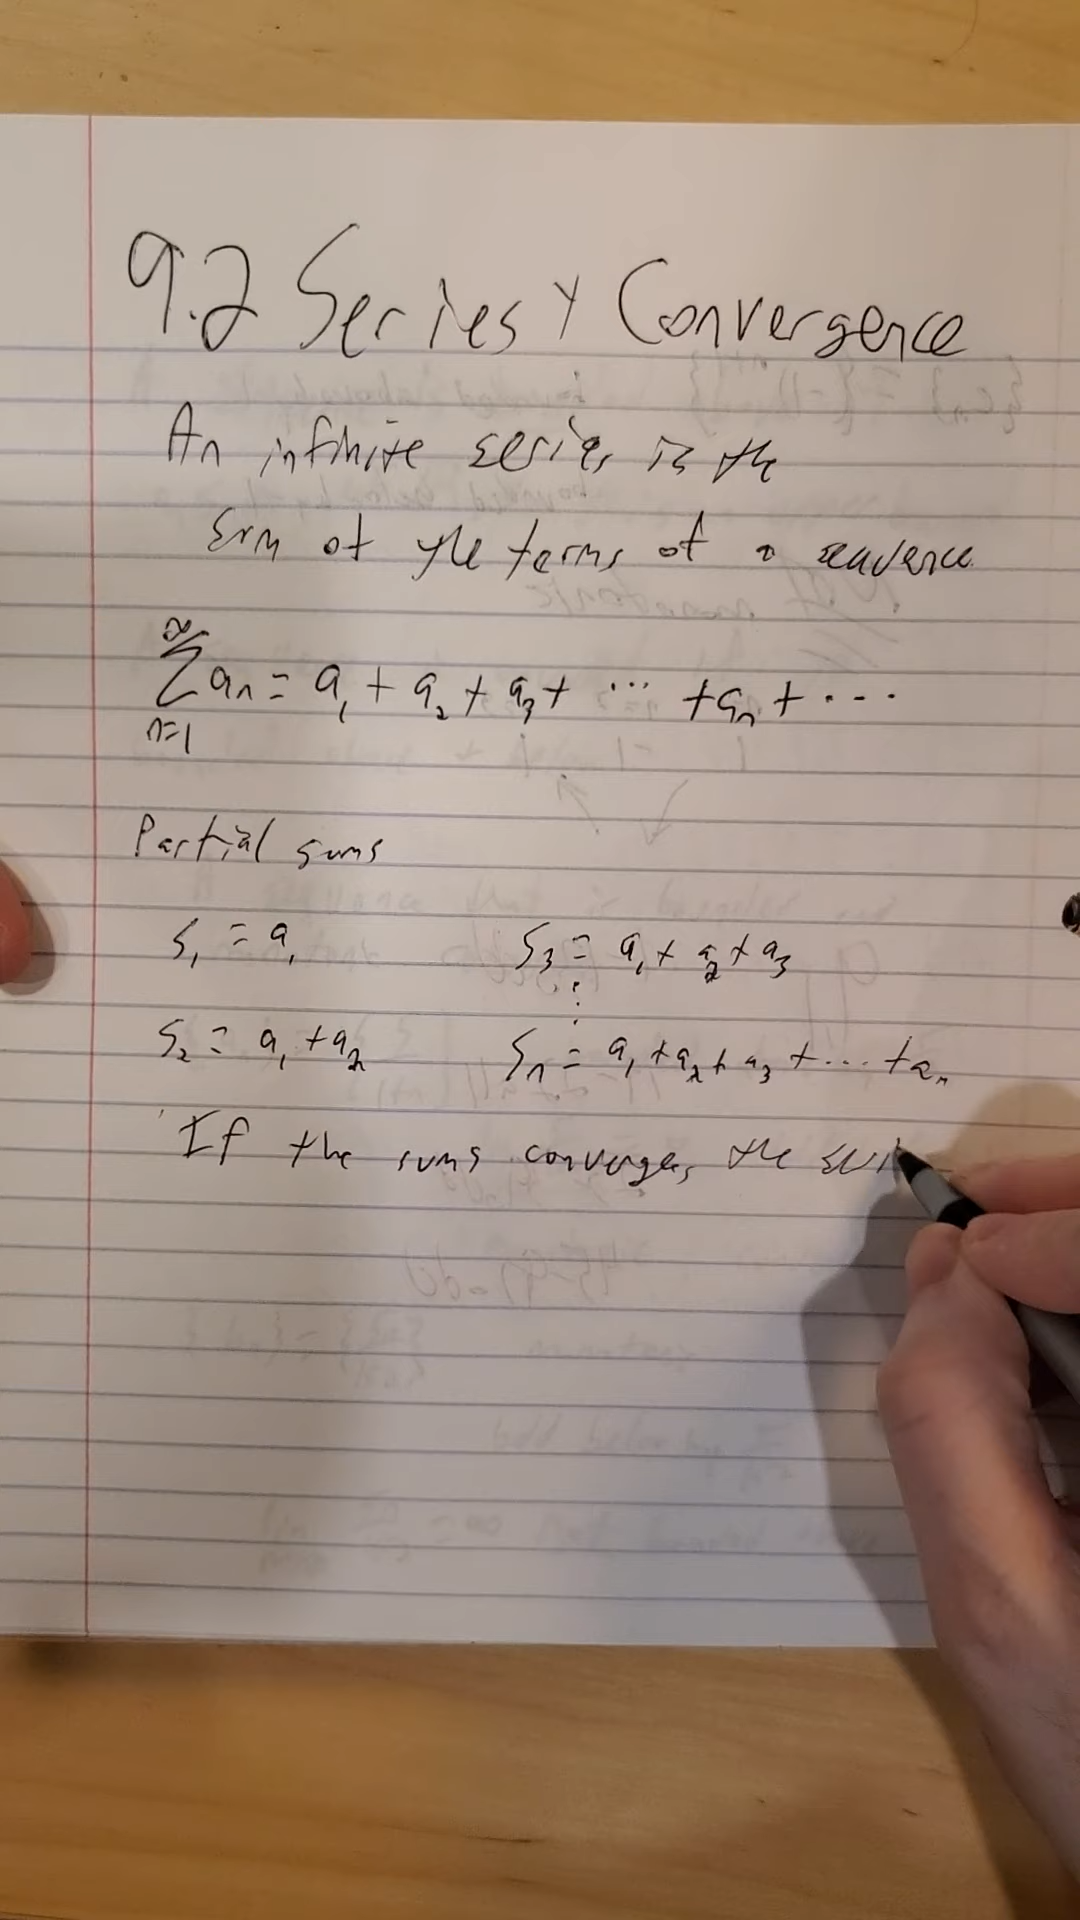 9.2 Series & Convergence
An infinite series is the
sum of the terms of a sequence
∞
∑ aₙ = a₁ + a₂ + a₃ + ... + aₙ + ...
n=1
Partial sums
S₁ = a₁ S₃ = a₁ + a₂ + a₃
⋮
S₂ = a₁ + a₂ Sₙ = a₁ + a₂ + a₃ + ... + aₙ
If the sums converges the seri